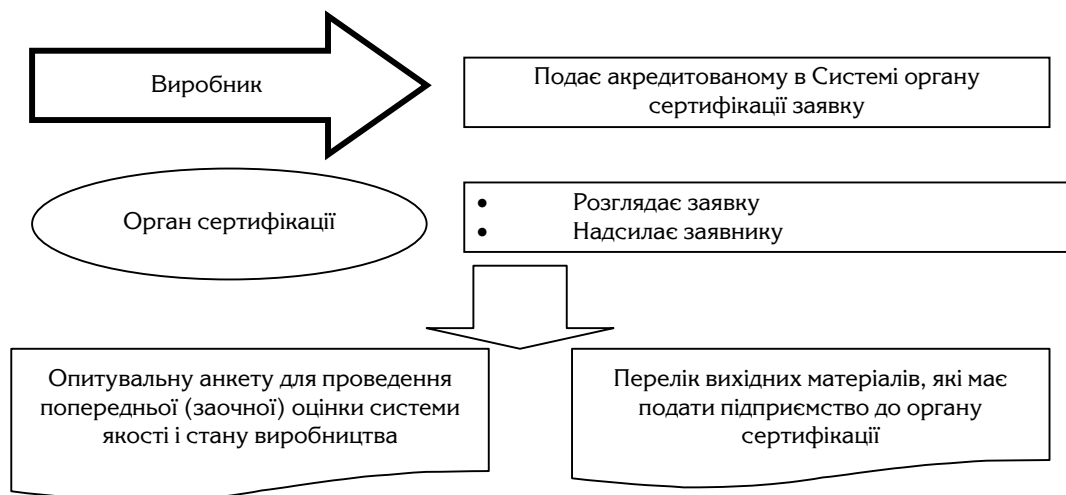 Виробник
Подає акредитованому в Системі органу
сертифікації заявку
Орган сертифікації
• Розглядає заявку
• Надсилає заявнику
Опитувальну анкету для проведення
попередньої (заочної) оцінки системи
якості і стану виробництва
Перелік вихідних матеріалів, які має
подати підприємство до органу
сертифікації